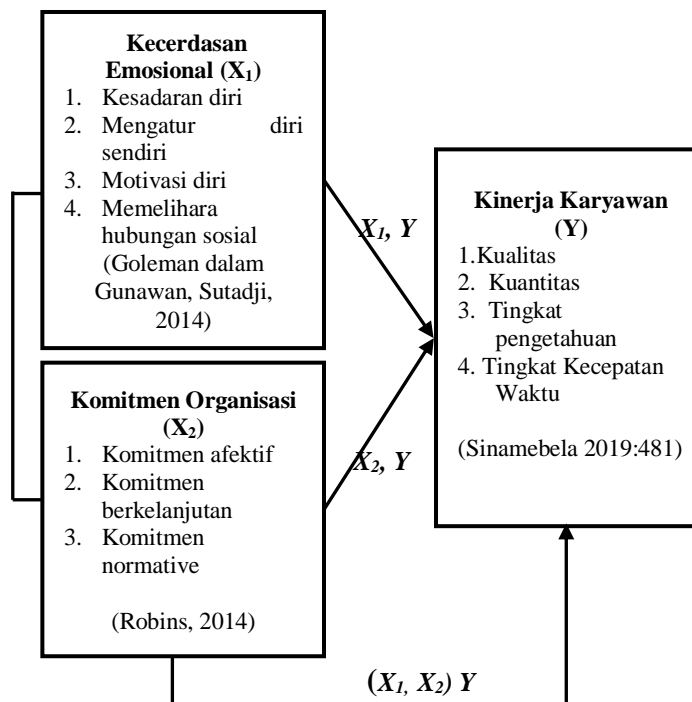 Kecerdasan
Emosional (X₁)
1. Kesadaran diri
2. Mengatur diri
sendiri
3. Motivasi diri
4. Memelihara
hubungan sosial
(Goleman dalam
Gunawan, Sutadji,
2014)
X₁, Y
Kinerja Karyawan
(Y)
1.Kualitas
2. Kuantitas
3. Tingkat
pengetahuan
4. Tingkat Kecepatan
Waktu
(Sinamebela 2019:481)
Komitmen Organisasi
(X₂)
1. Komitmen afektif
2. Komitmen
berkelanjutan
3. Komitmen
normative
(Robins, 2014)
X₂, Y
(X₁, X₂) Y